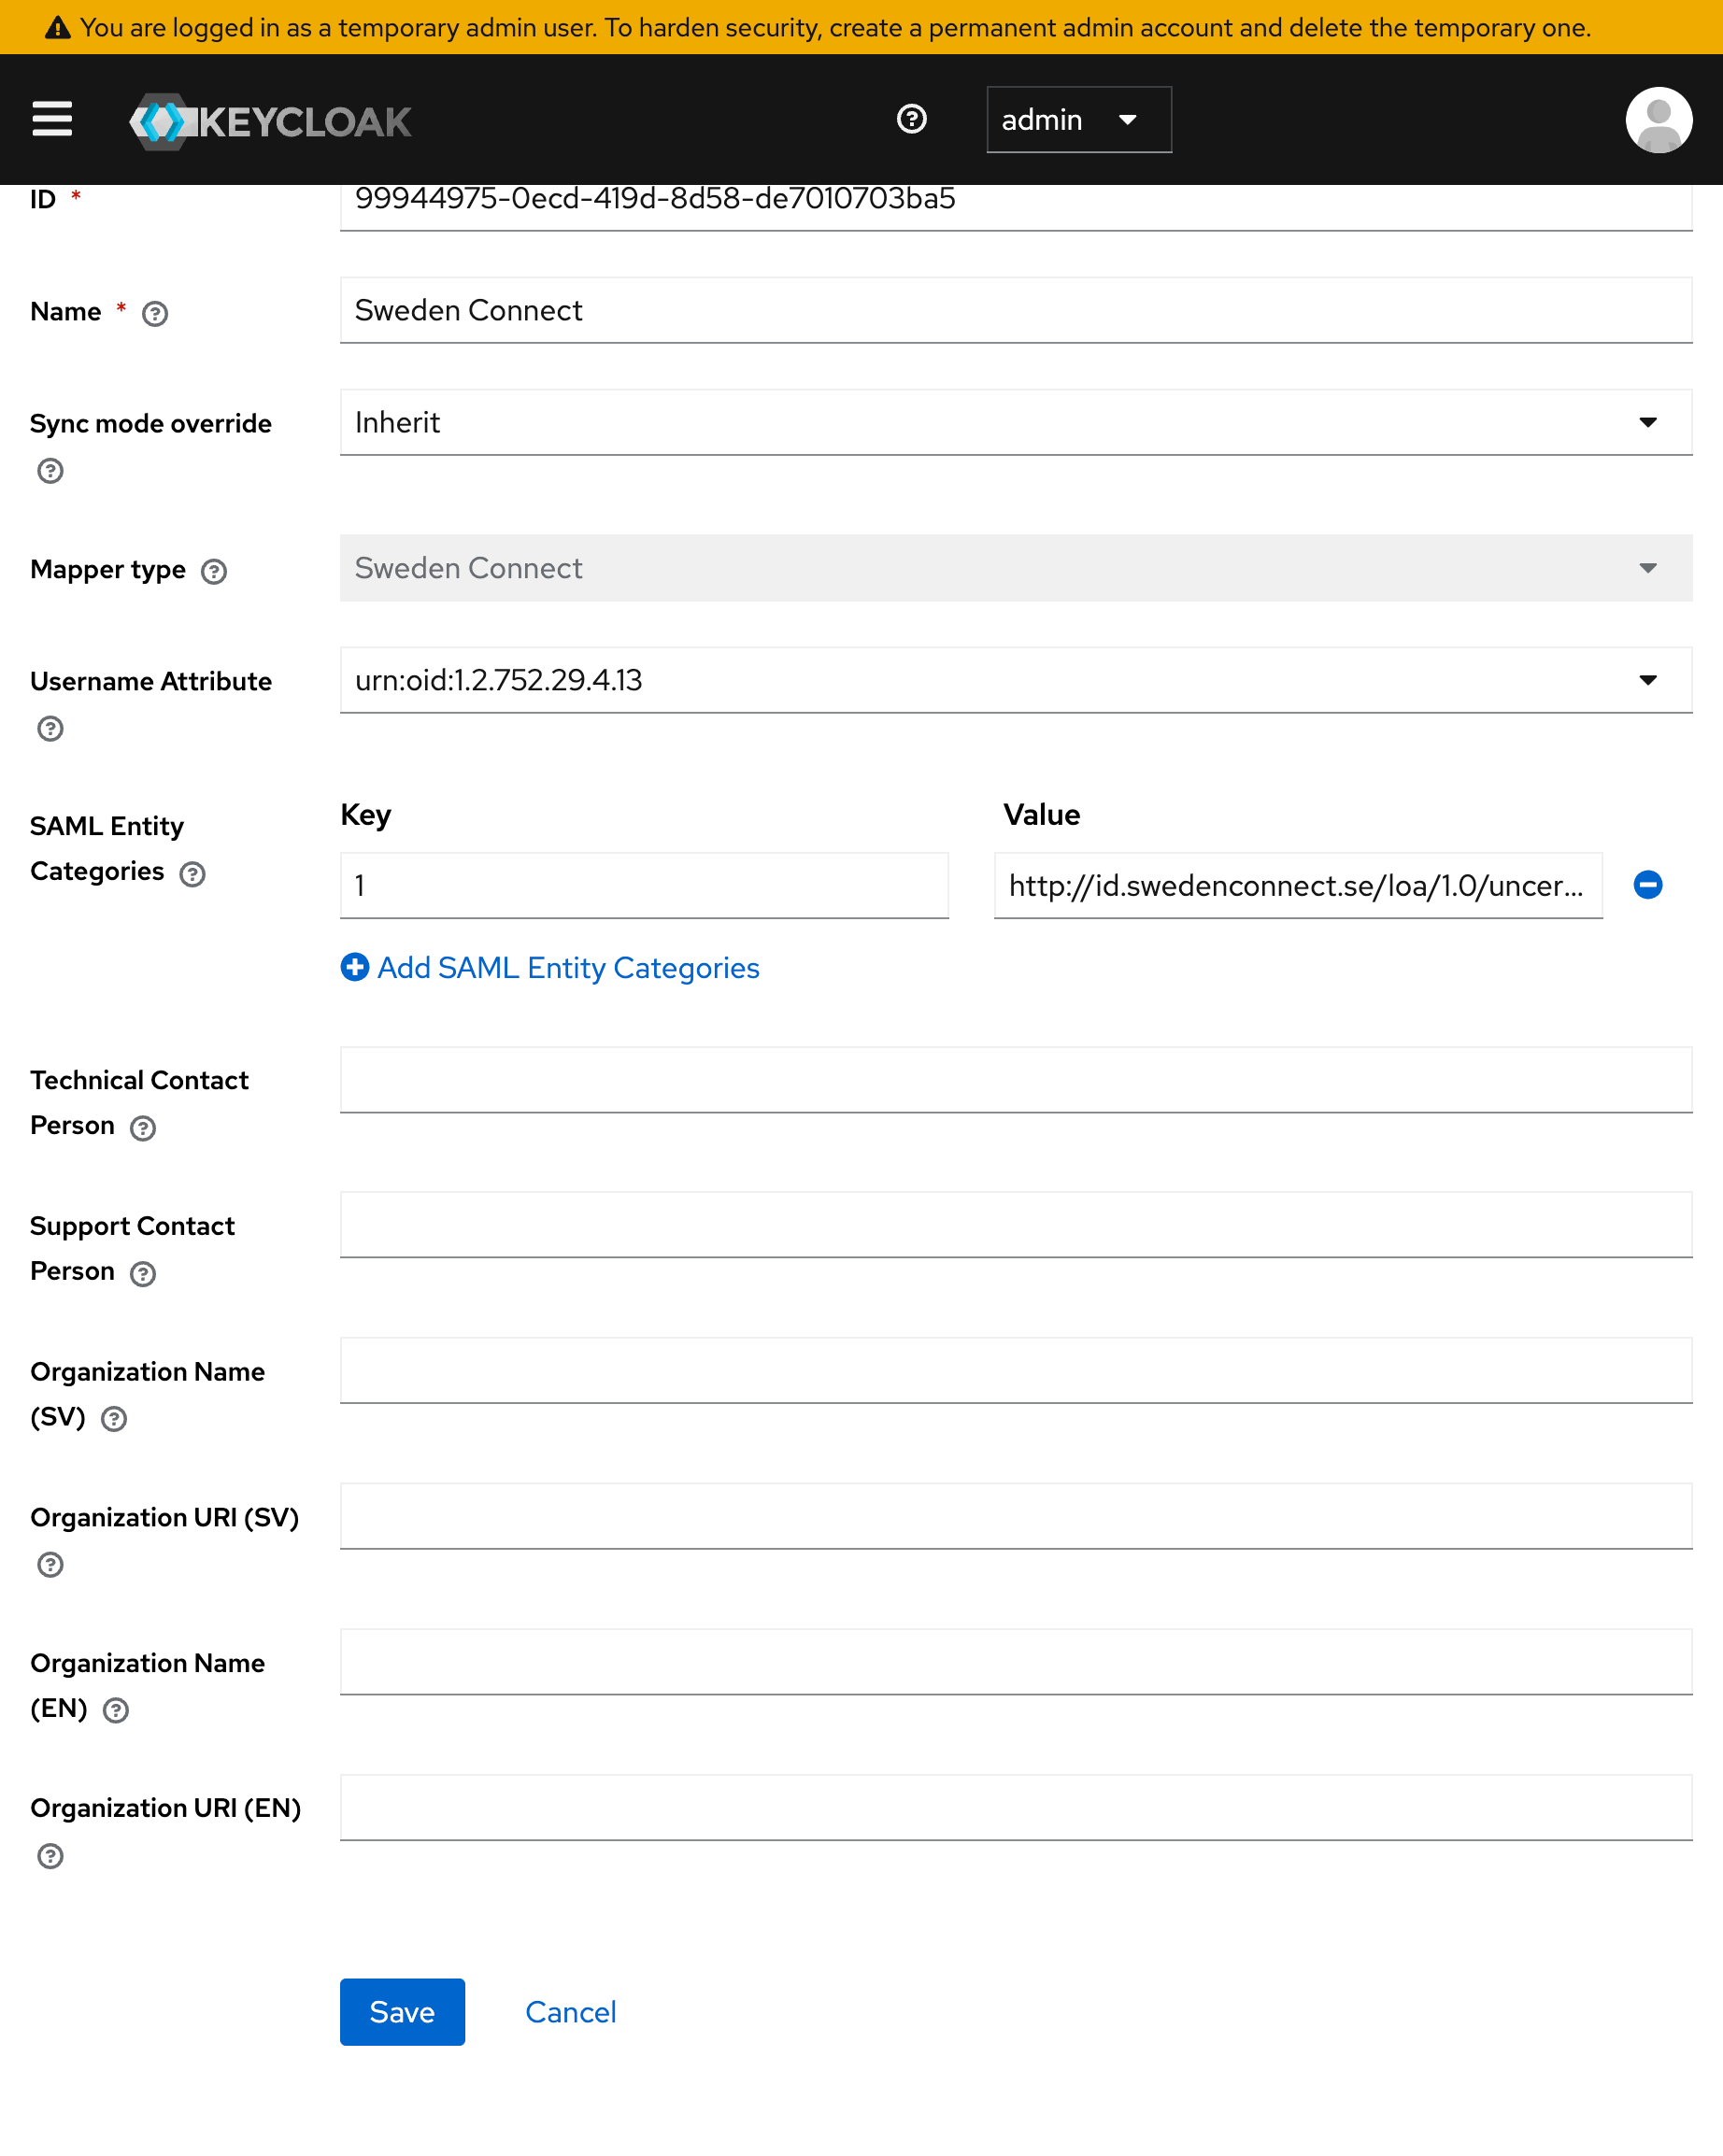 You are logged in as a temporary admin user. To harden security, create a permanent admin account and delete the temporary one.
KEYCLOAK
admin
ID *
99944975-0ecd-419d-8d58-de7010703ba5
Name *
Sweden Connect
Sync mode override
Inherit
Mapper type
Sweden Connect
Username Attribute
urn:oid:1.2.752.29.4.13
SAML Entity
Categories
Key
Value
1
http://id.swedenconnect.se/loa/1.0/uncer...
Add SAML Entity Categories
Technical Contact
Person
Support Contact
Person
Organization Name
(SV)
Organization URI (SV)
Organization Name
(EN)
Organization URI (EN)
Save
Cancel